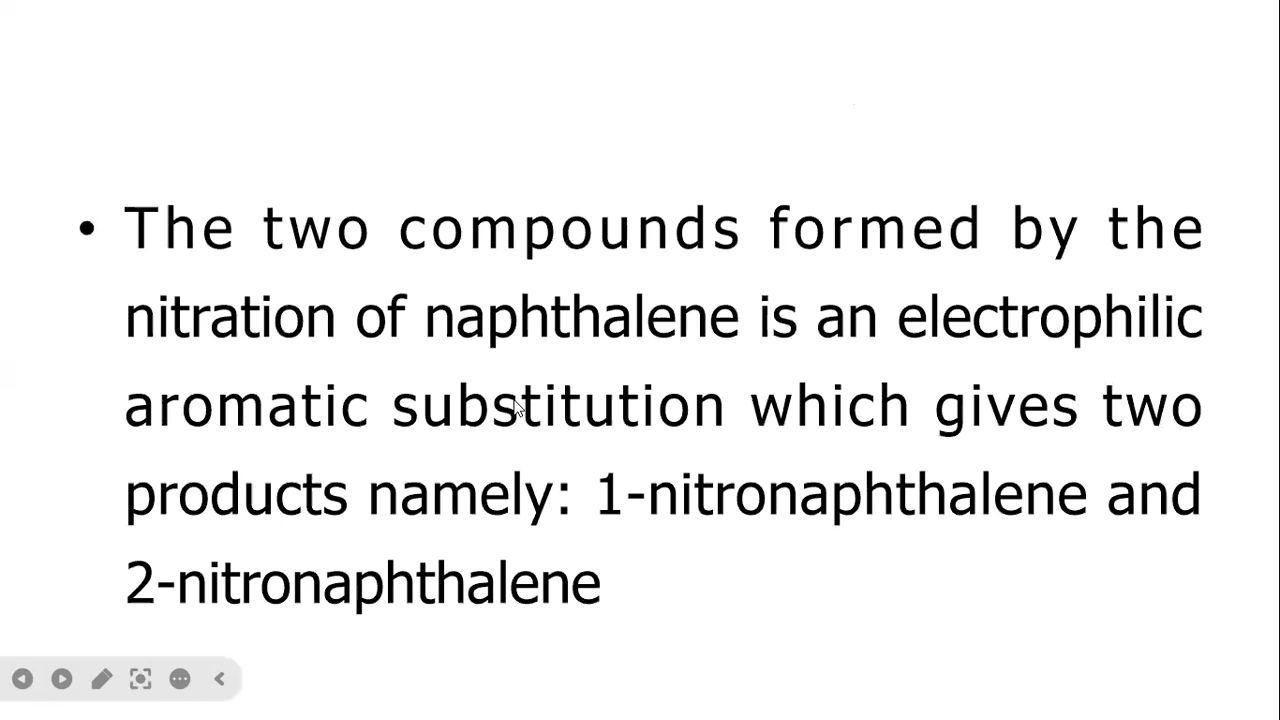 • The two compounds formed by the
nitration of naphthalene is an electrophilic
aromatic substitution which gives two
products namely: 1-nitronaphthalene and
2-nitronaphthalene